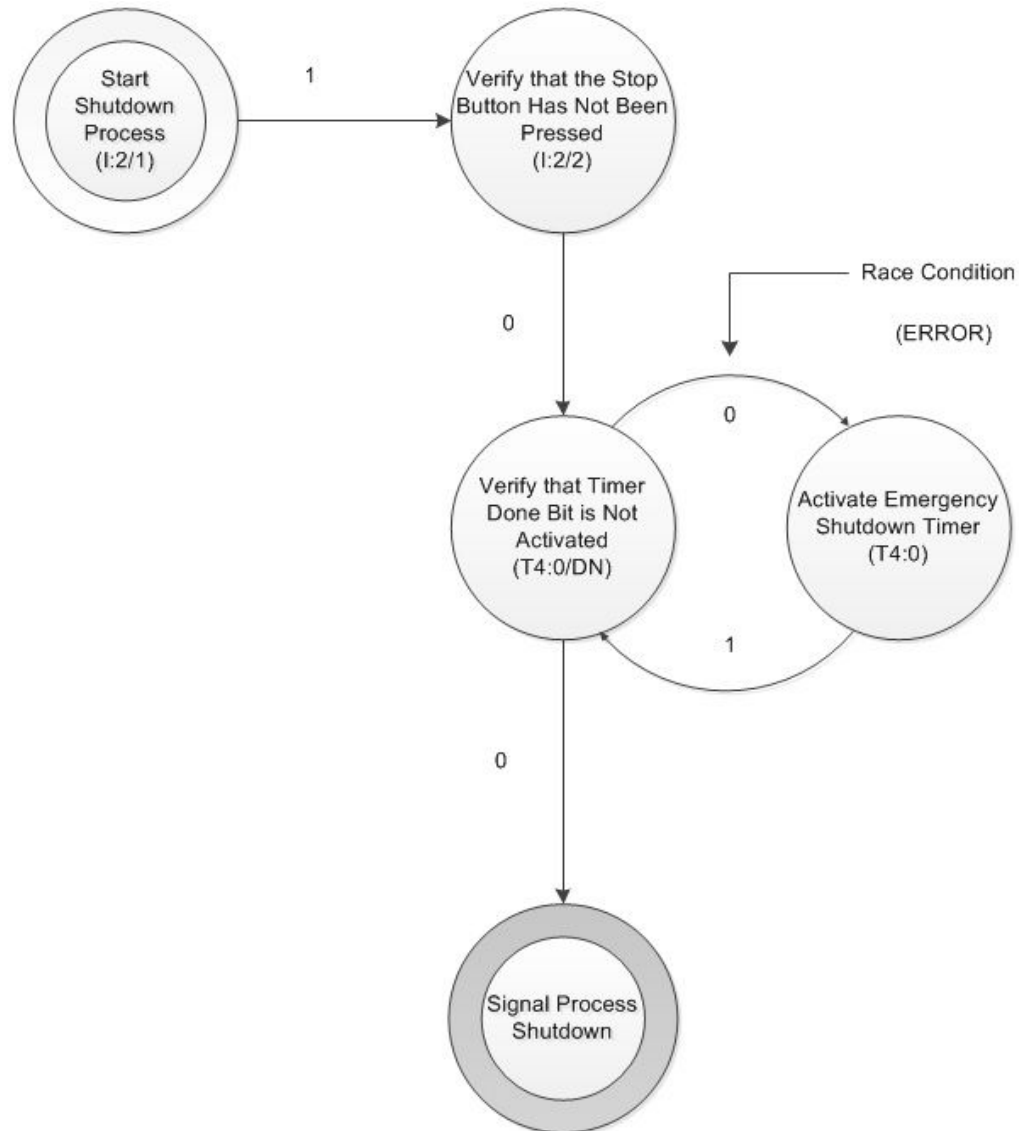 Start
Shutdown
Process
(I:2/1)
1
Verify that the Stop
Button Has Not Been
Pressed
(I:2/2)
0
Race Condition
(ERROR)
0
Verify that Timer
Done Bit is Not
Activated
(T4:0/DN)
Activate Emergency
Shutdown Timer
(T4:0)
1
0
Signal Process
Shutdown